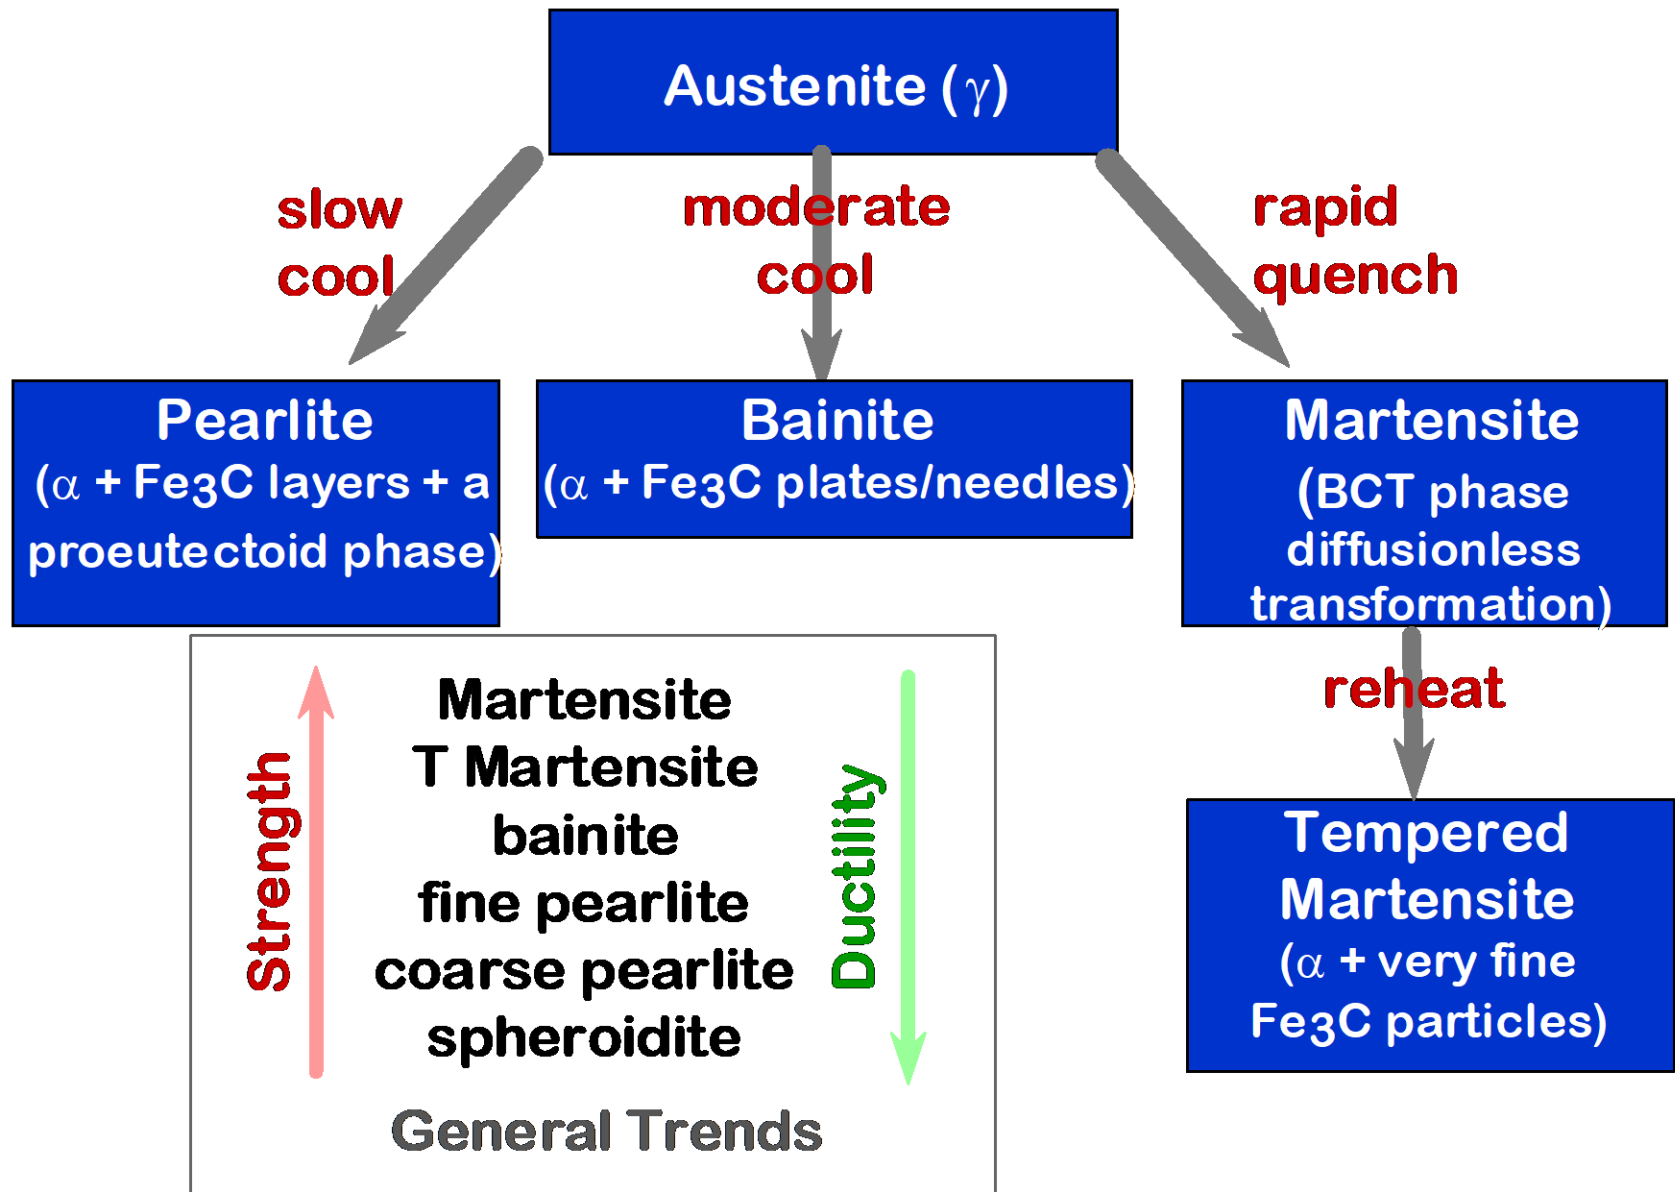 Austenite (γ)
slow
cool
moderate
cool
rapid
quench
Pearlite
(α + Fe3C layers + a
proeutectoid phase)
Bainite
(α + Fe3C plates/needles)
Martensite
(BCT phase
diffusionless
transformation)
reheat
Tempered
Martensite
(α + very fine
Fe3C particles)
Strength
Martensite
T Martensite
bainite
fine pearlite
coarse pearlite
spheroidite
Ductility
General Trends